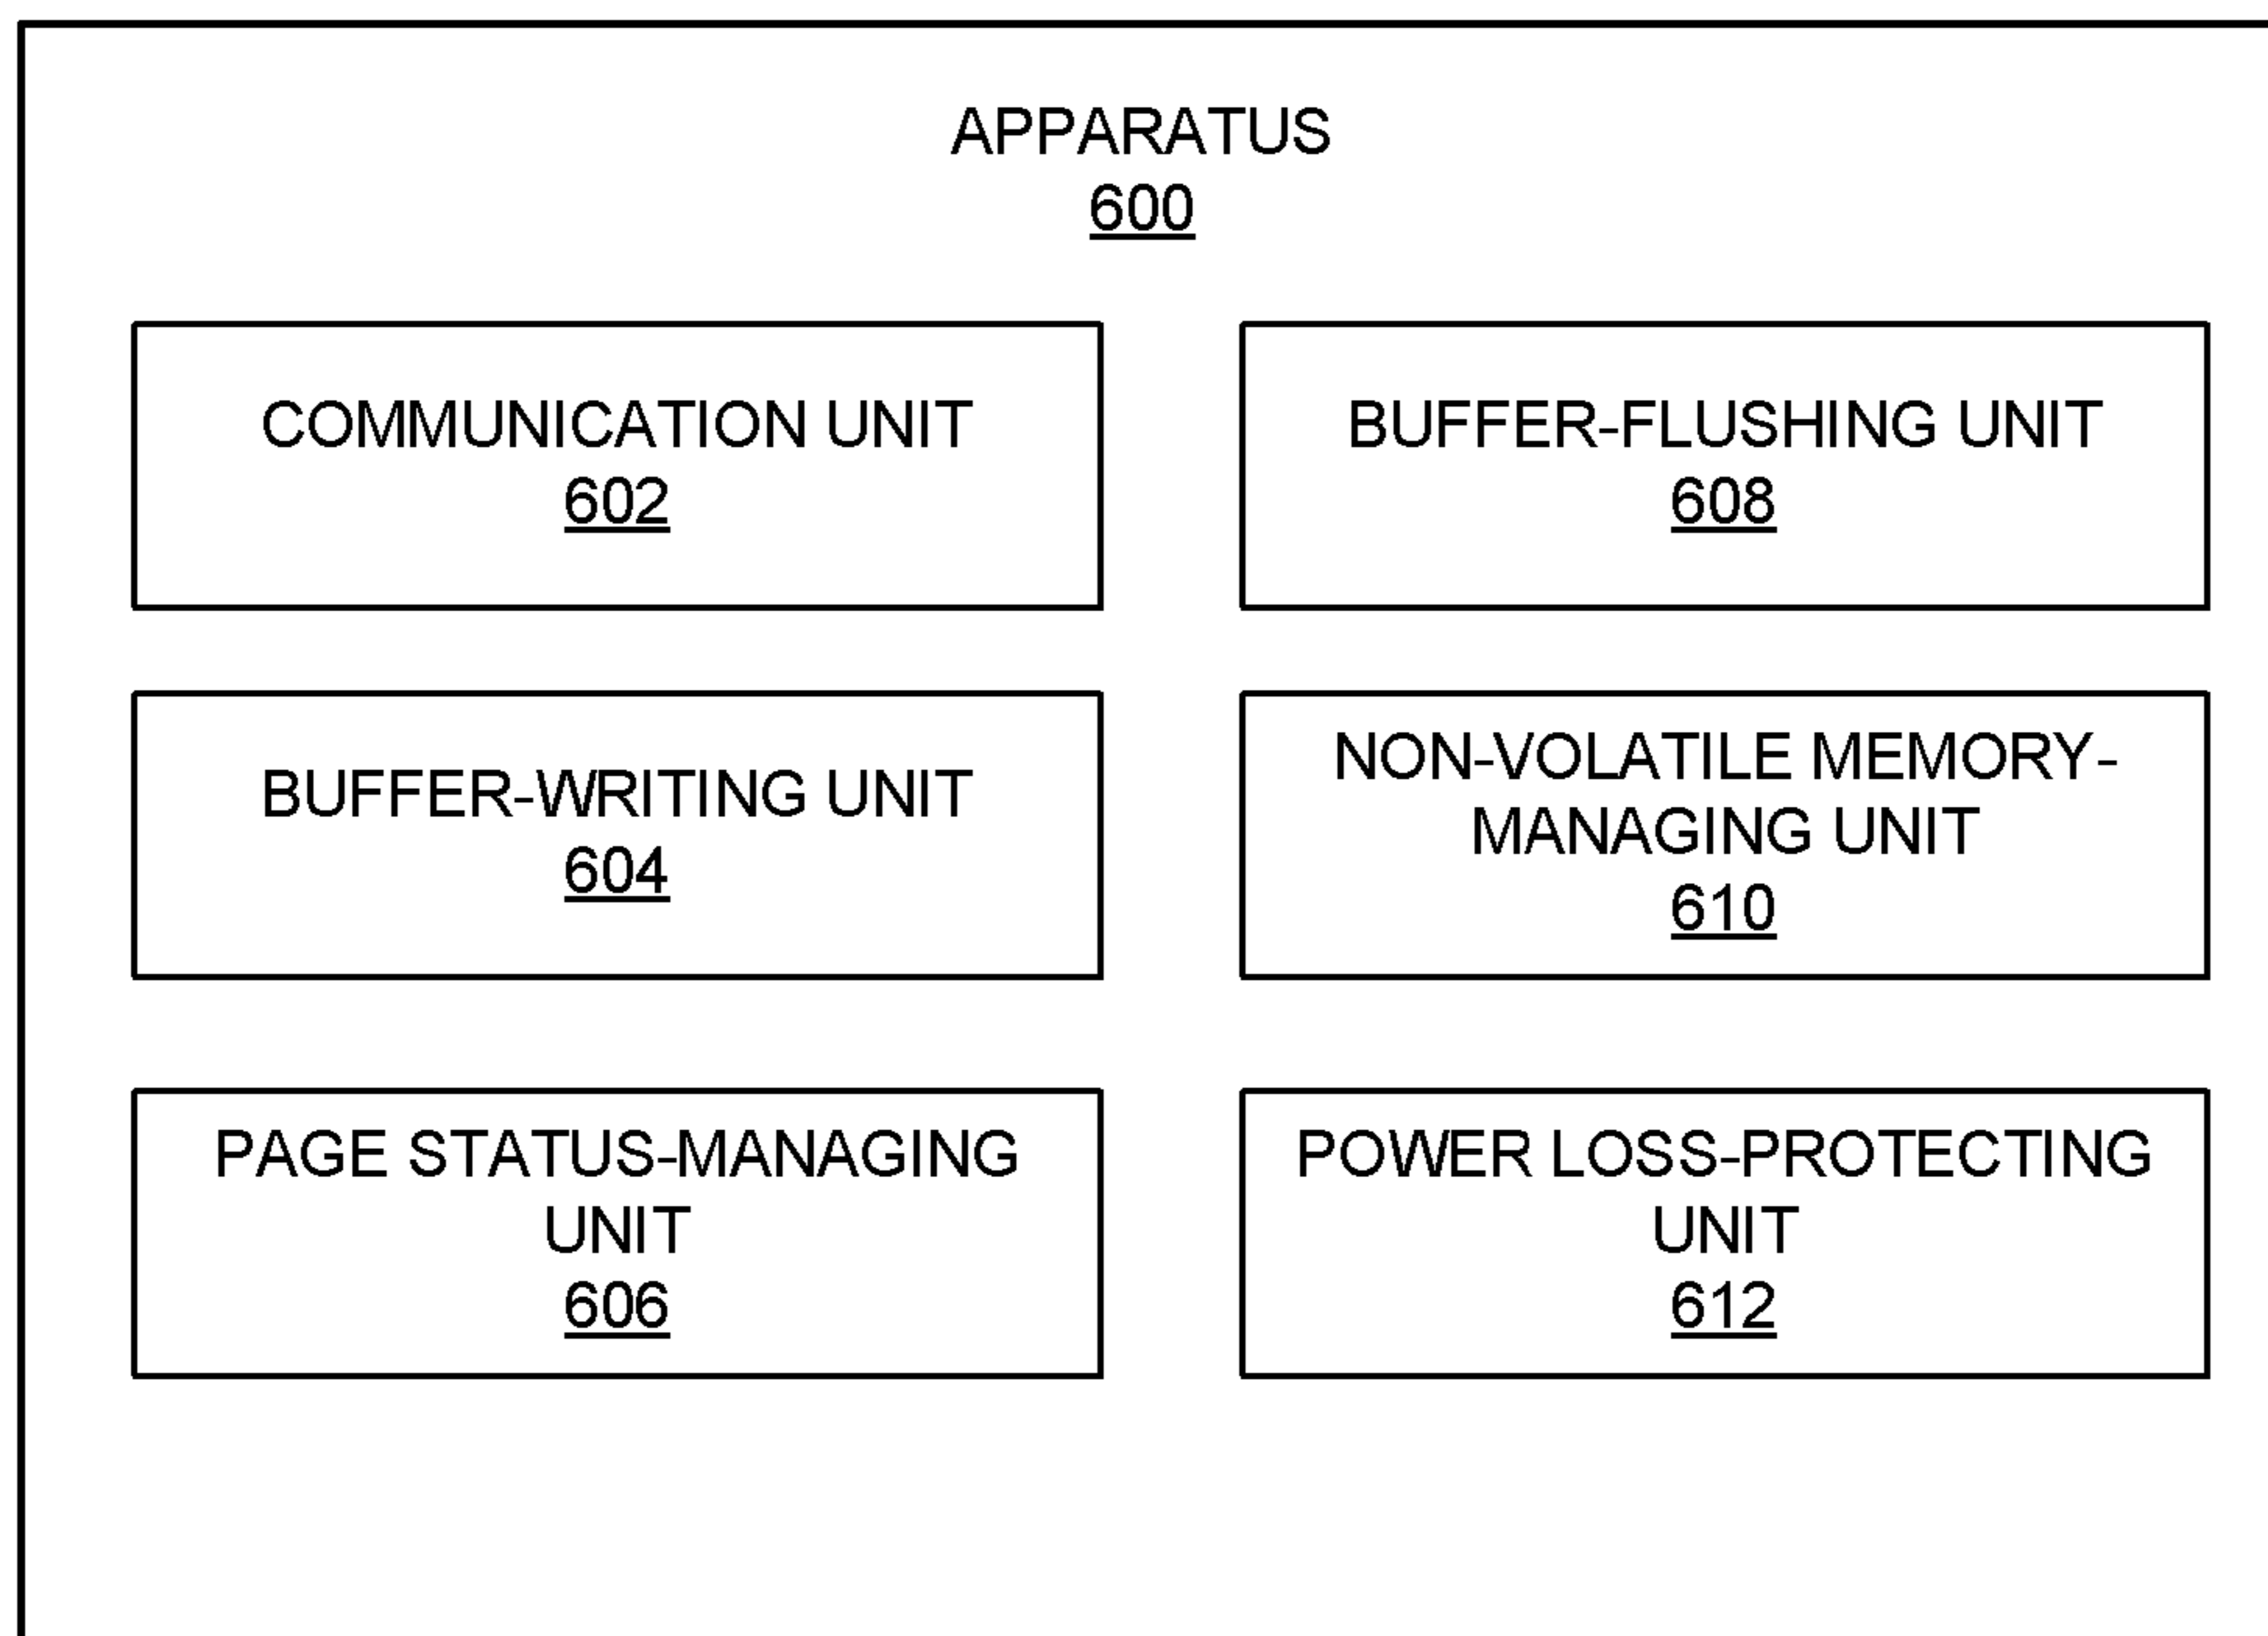 APPARATUS
600
COMMUNICATION UNIT
602
BUFFER-WRITING UNIT
604
PAGE STATUS-MANAGING
UNIT
606
BUFFER-FLUSHING UNIT
608
NON-VOLATILE MEMORY-
MANAGING UNIT
610
POWER LOSS-PROTECTING
UNIT
612